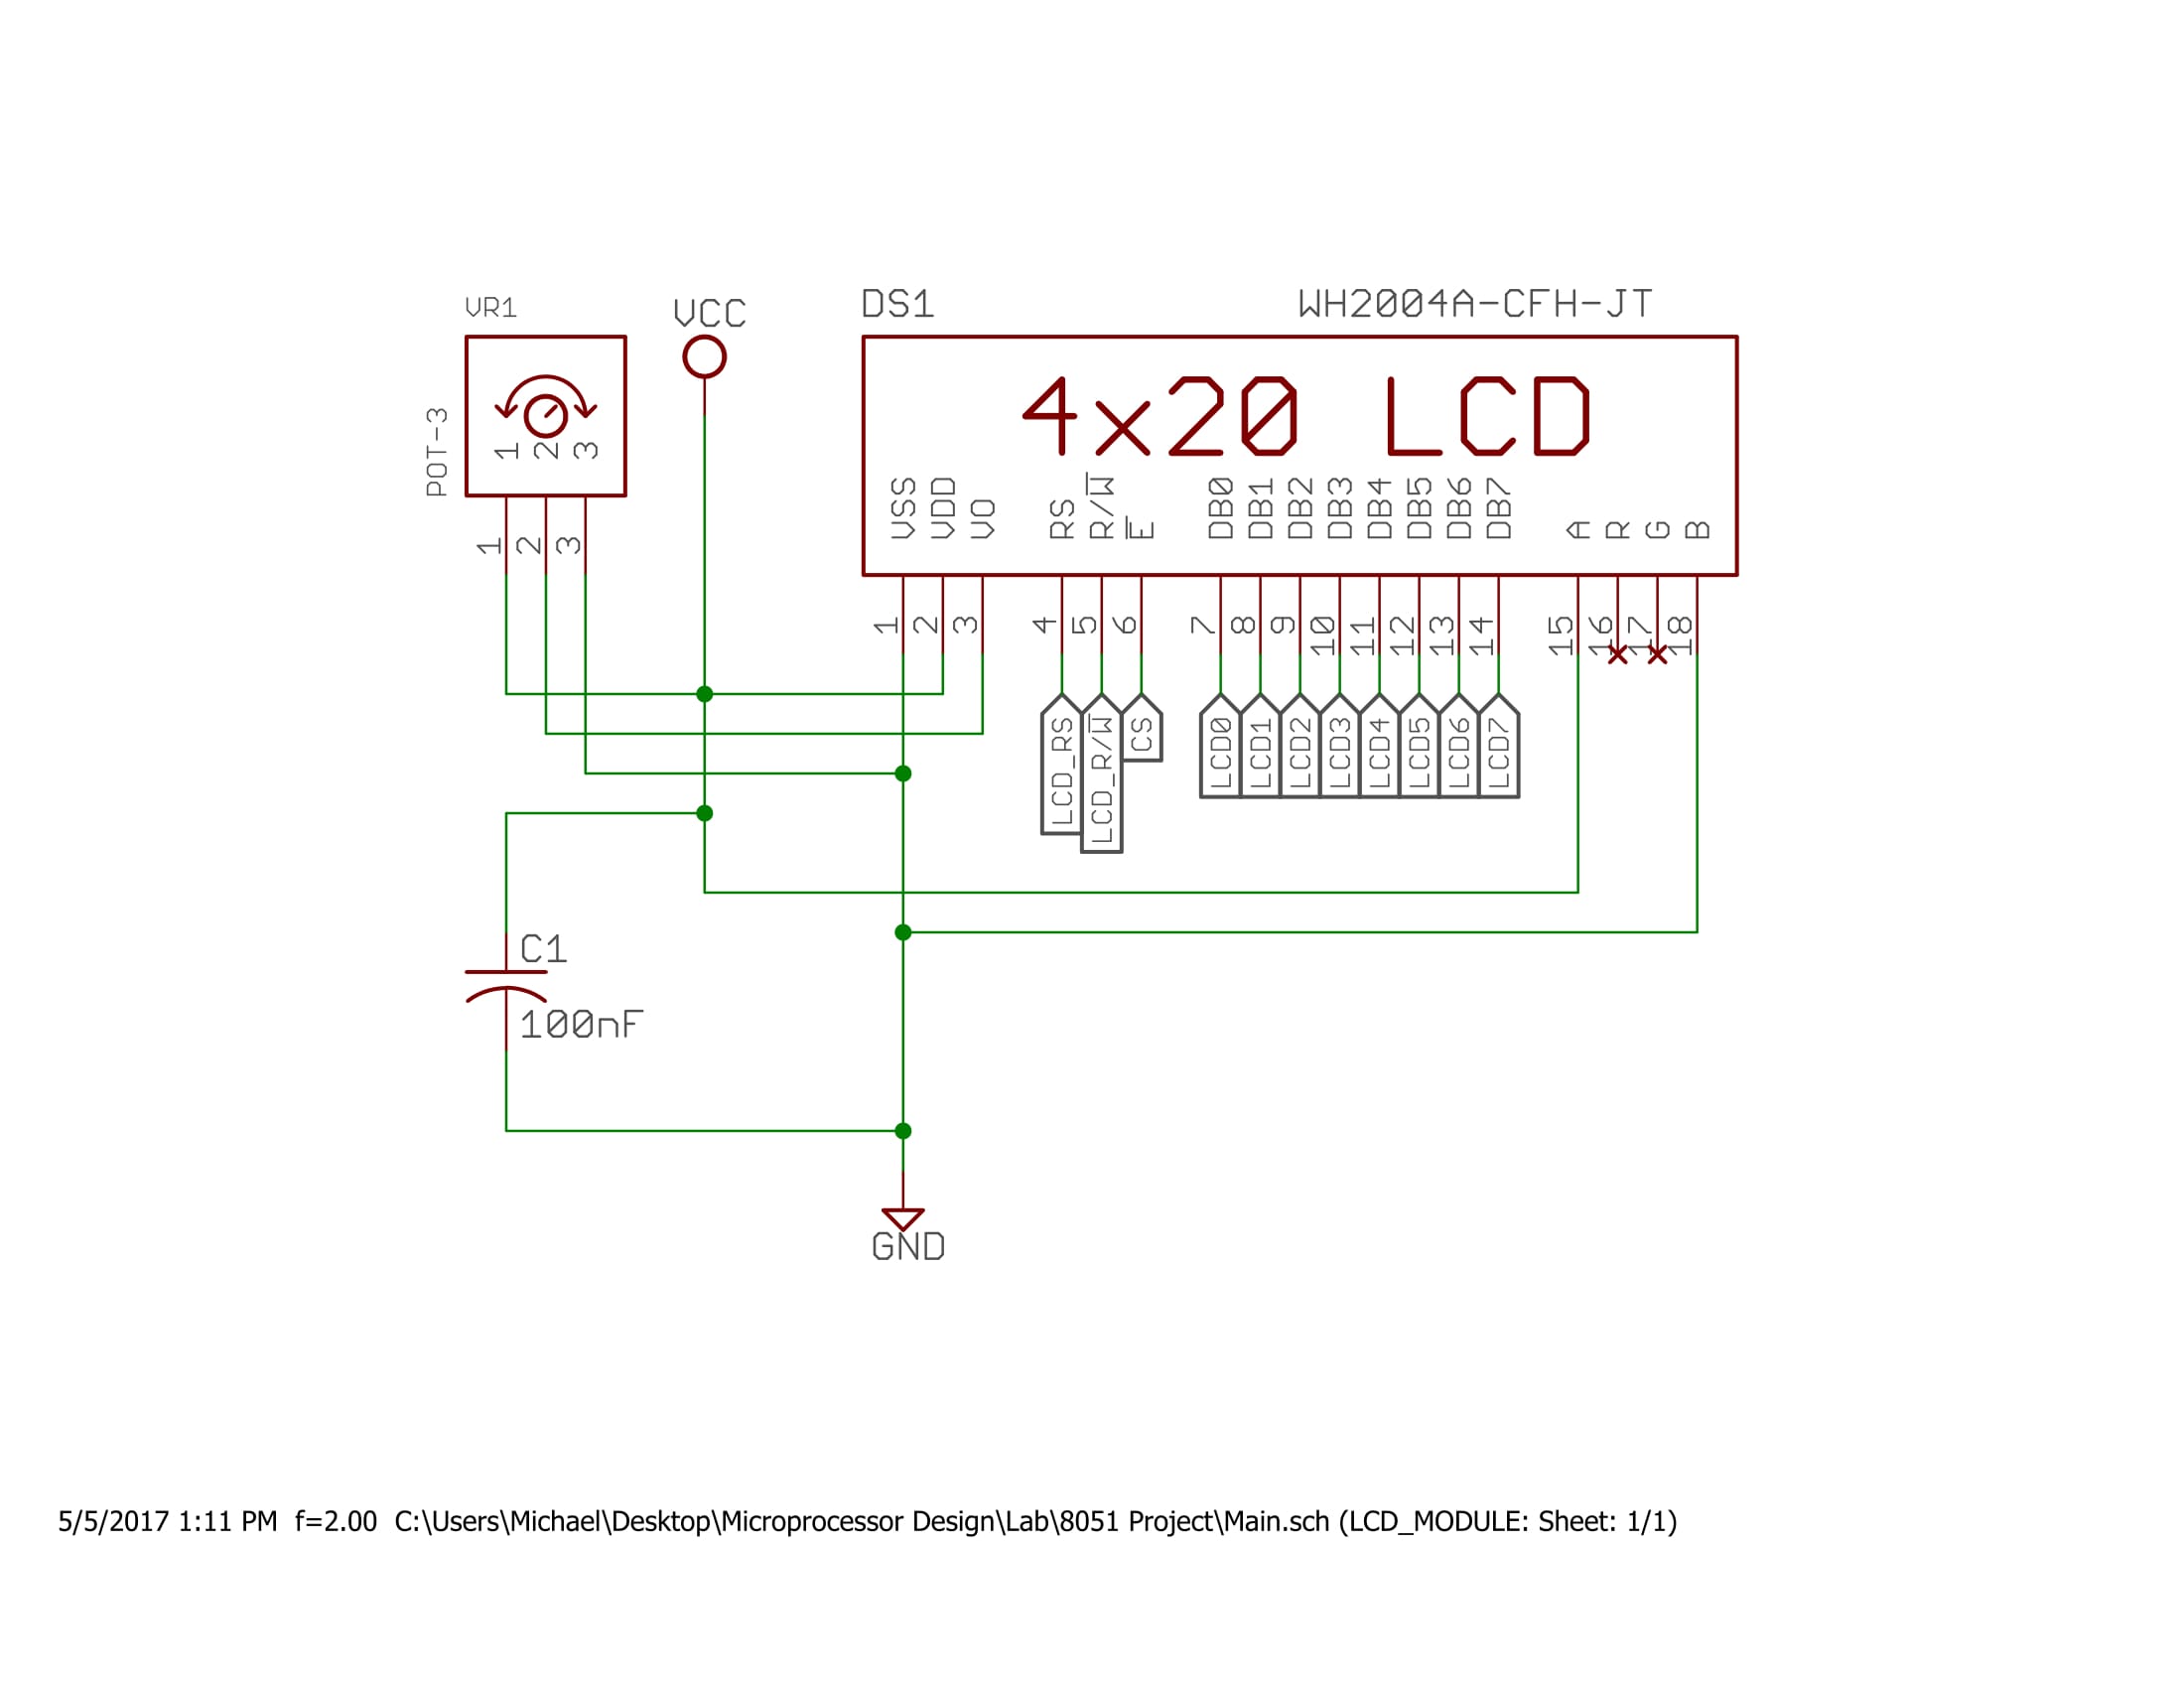 VR1
VCC
DS1
WH2004A-CFH-JT
POT-3
1 2 3
1 2 3
4x20 LCD
VSS VDD VO RS R/W E DB0 DB1 DB2 DB3 DB4 DB5 DB6 DB7 A R G B
1 2 3 4 5 6 7 8 9 10 11 12 13 14 15 16 17 18
LCD_RS LCD_R/W CS LCD0 LCD1 LCD2 LCD3 LCD4 LCD5 LCD6 LCD7
C1
100nF
GND
5/5/2017 1:11 PM f=2.00 C:\Users\Michael\Desktop\Microprocessor Design\Lab\8051 Project\Main.sch (LCD_MODULE: Sheet: 1/1)